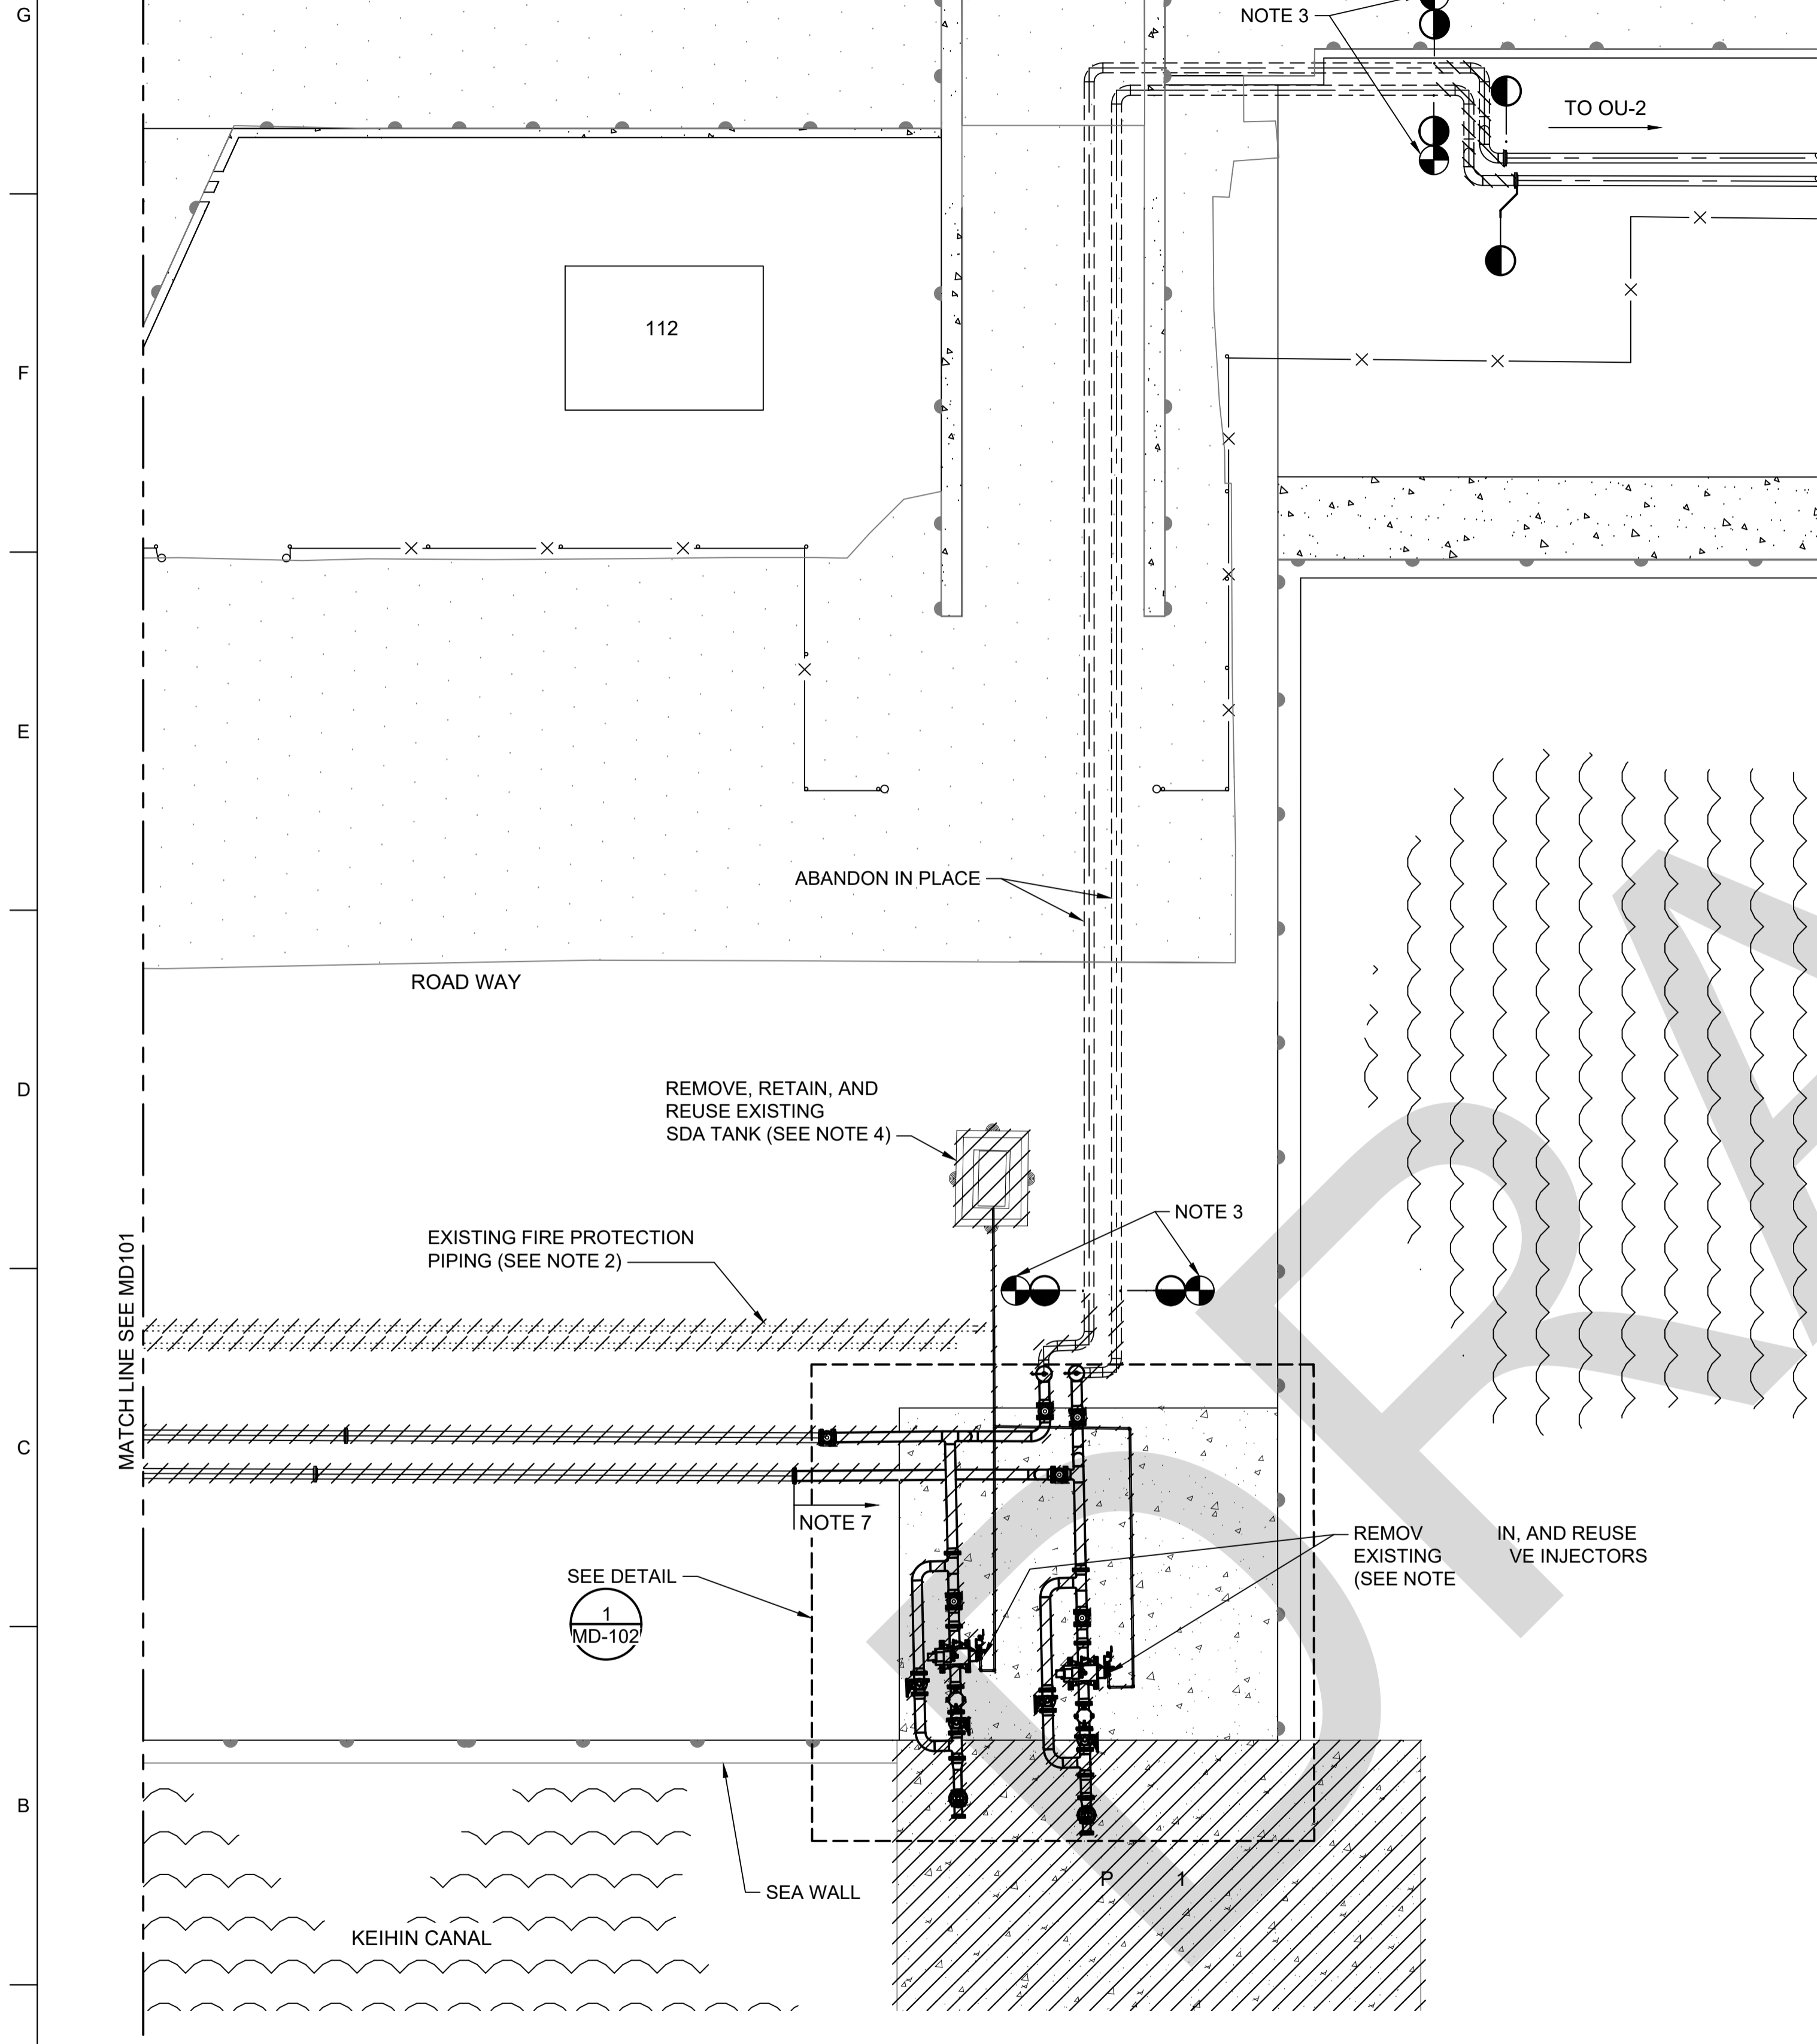 G
NOTE 3
TO OU-2
112
F
E
ABANDON IN PLACE
ROAD WAY
D
REMOVE, RETAIN, AND
REUSE EXISTING
SDA TANK (SEE NOTE 4)
NOTE 3
EXISTING FIRE PROTECTION
PIPING (SEE NOTE 2)
MATCH LINE SEE MD101
C
NOTE 7
REMOV IN, AND REUSE
EXISTING VE INJECTORS
(SEE NOTE
SEE DETAIL
1
MD-102
B
P 1
SEA WALL
KEIHIN CANAL